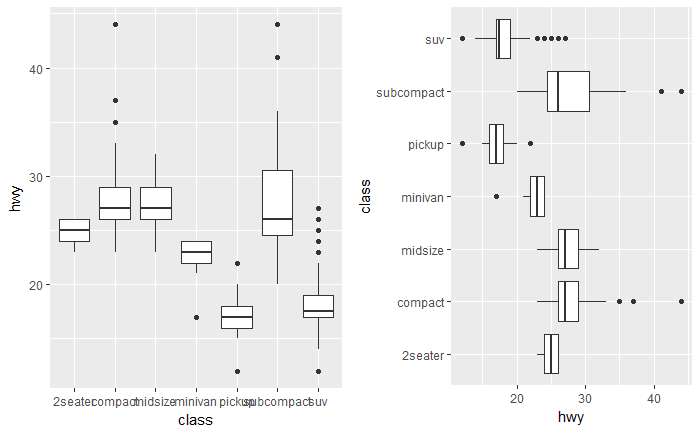 40
30
20
hwy
2seater compact midsize minivan pickup subcompact suv
class
suv
subcompact
pickup
minivan
midsize
compact
2seater
class
20 30 40
hwy